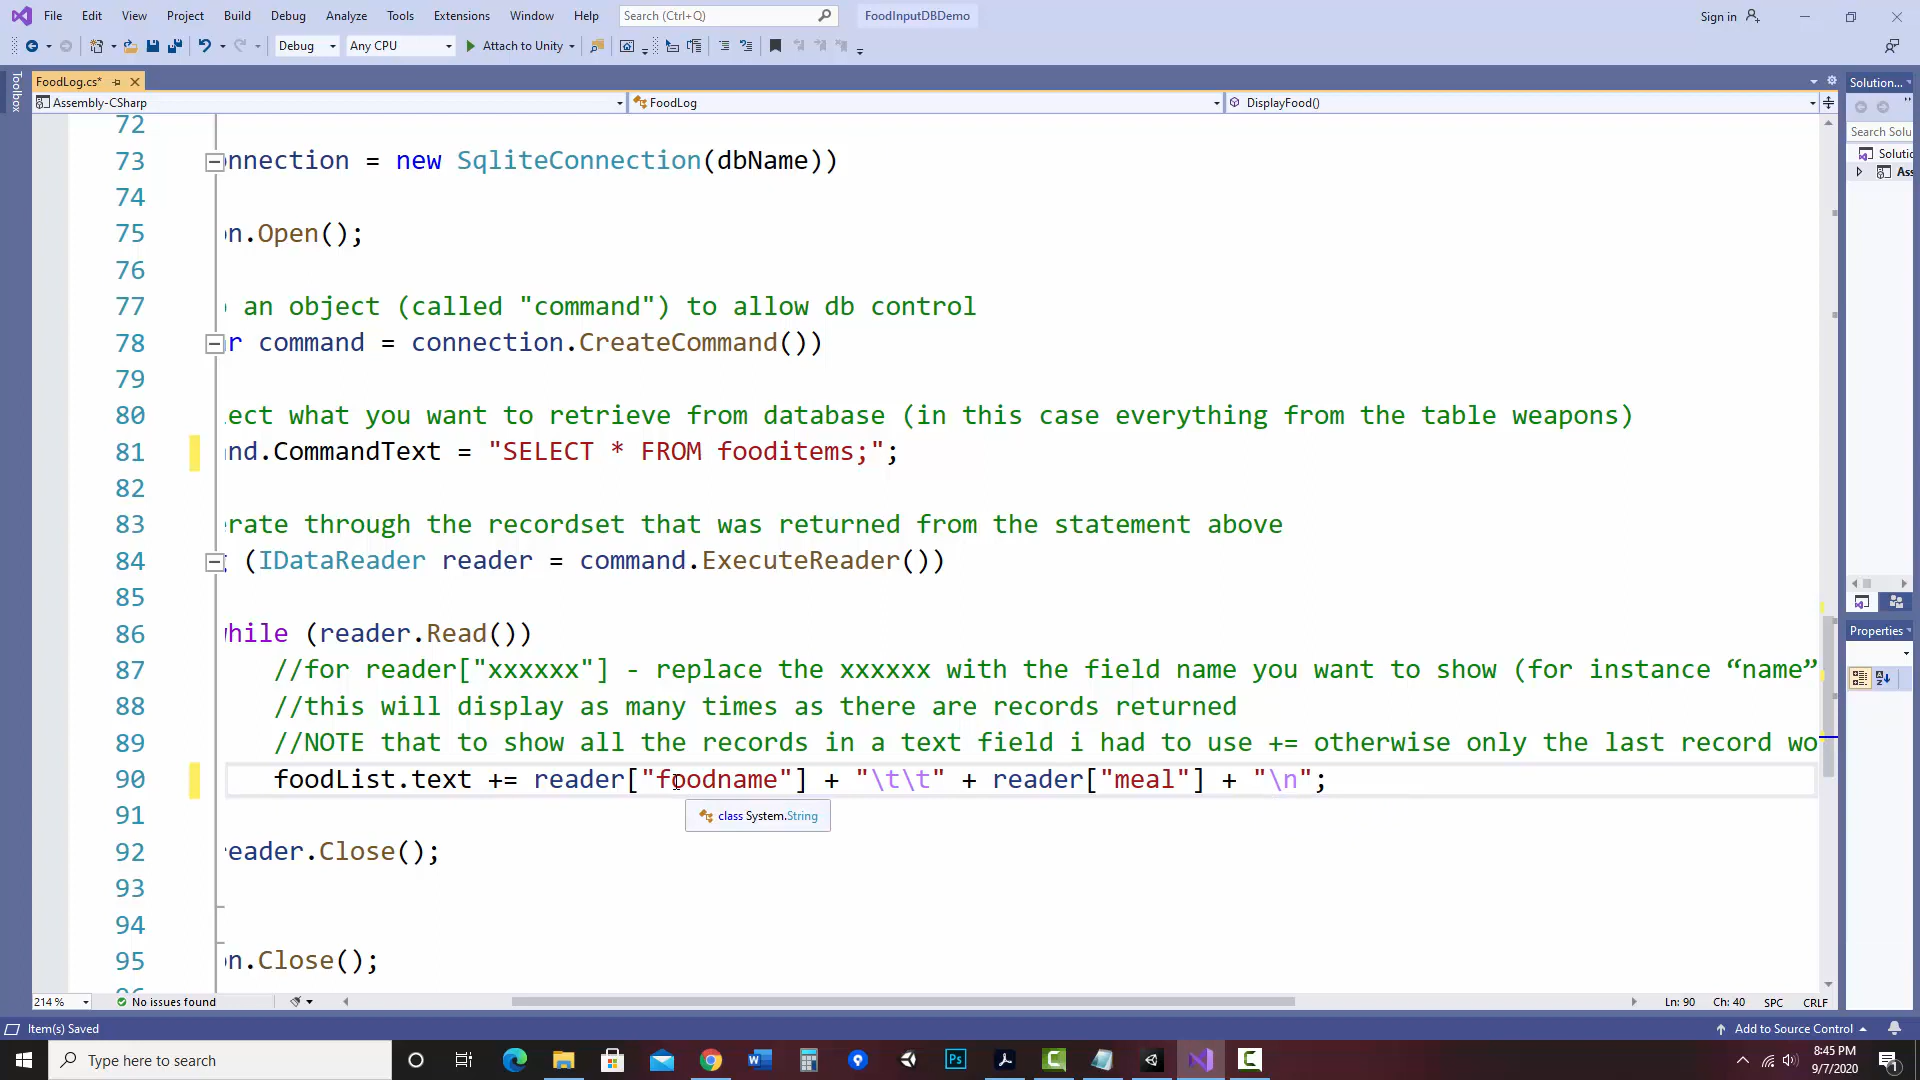 File Edit View Project Build Debug Analyze Tools Extensions Window Help Search (Ctrl+Q) FoodInputDBDemo Sign in
Debug Any CPU Attach to Unity
Toolbox
FoodLog.cs*
Solution...
Assembly-CSharp FoodLog DisplayFood()
Search Solu
Soluti
Ass
72
73 onnection = new SqliteConnection(dbName))
74
75 on.Open();
76
77 o an object (called "command") to allow db control
78 r command = connection.CreateCommand())
79
80 lect what you want to retrieve from database (in this case everything from the table weapons)
81 nd.CommandText = "SELECT * FROM fooditems;";
82
83 erate through the recordset that was returned from the statement above
84 (IDataReader reader = command.ExecuteReader())
85
86 while (reader.Read())
87 //for reader["xxxxxx"] - replace the xxxxxx with the field name you want to show (for instance “name”
88 //this will display as many times as there are records returned
89 //NOTE that to show all the records in a text field i had to use += otherwise only the last record wo
90 foodList.text += reader["foodname"] + "\t\t" + reader["meal"] + "\n";
class System.String
91
92 reader.Close();
93
94
95 on.Close();
Properties
214 % No issues found Ln: 90 Ch: 40 SPC CRLF
Item(s) Saved Add to Source Control
Type here to search
8:45 PM
9/7/2020